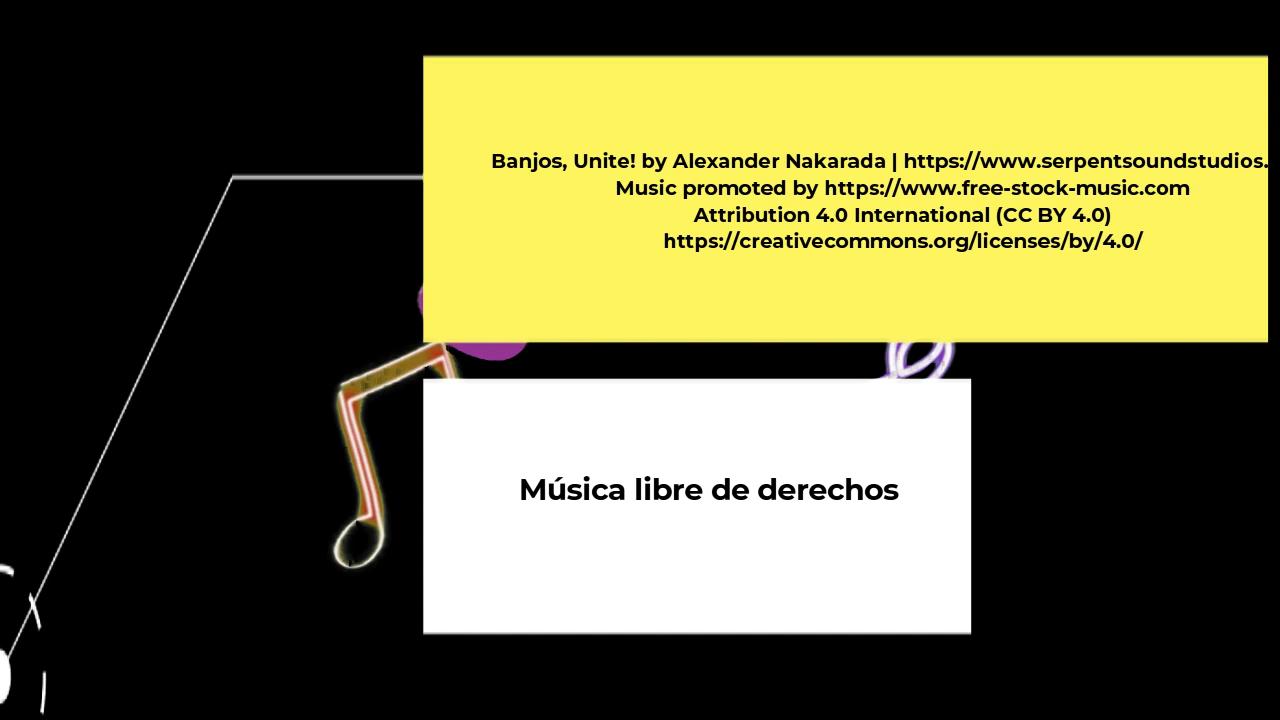 Banjos, Unite! by Alexander Nakarada | https://www.serpentsoundstudios.
Music promoted by https://www.free-stock-music.com
Attribution 4.0 International (CC BY 4.0)
https://creativecommons.org/licenses/by/4.0/
Música libre de derechos